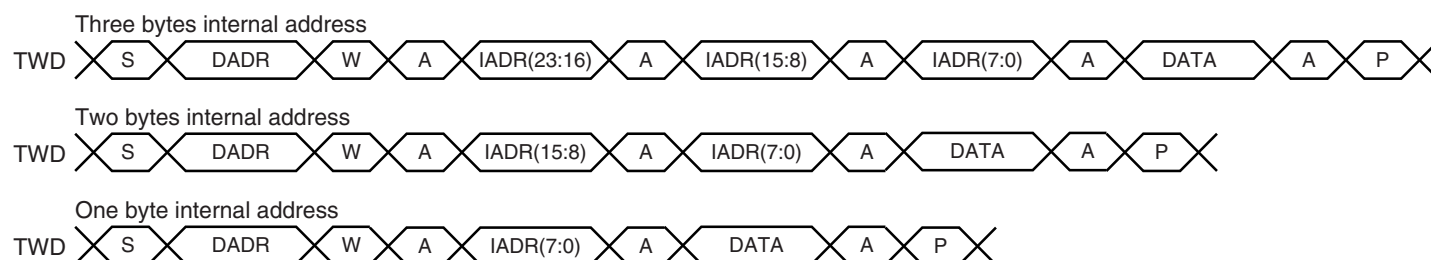 Three bytes internal address
TWD S DADR W A IADR(23:16) A IADR(15:8) A IADR(7:0) A DATA A P
Two bytes internal address
TWD S DADR W A IADR(15:8) A IADR(7:0) A DATA A P
One byte internal address
TWD S DADR W A IADR(7:0) A DATA A P